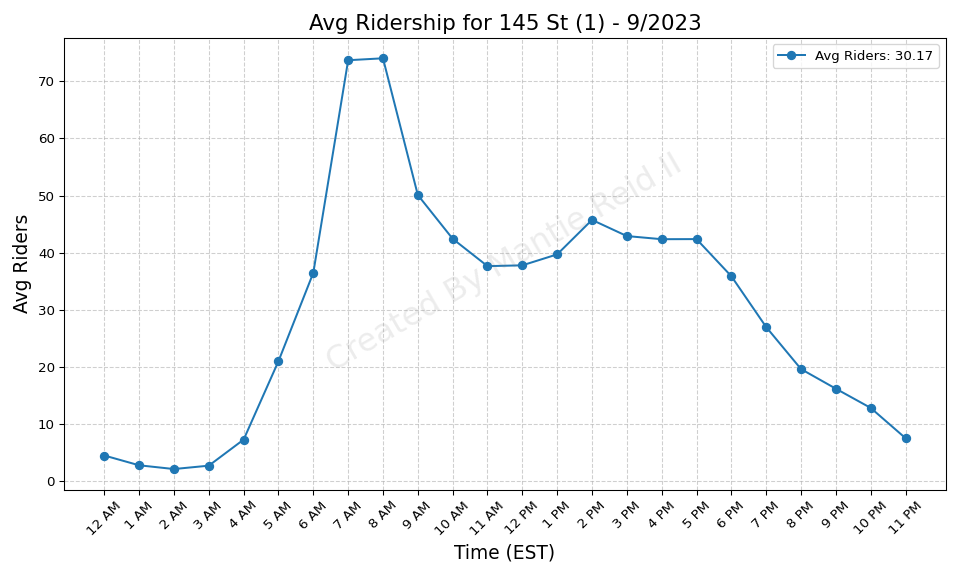 Avg Ridership for 145 St (1) - 9/2023
Avg Riders: 30.17
70
60
50
40
30
20
10
0
Avg Riders
Created By Mantle Reid II
12 AM
1 AM
2 AM
3 AM
4 AM
5 AM
6 AM
7 AM
8 AM
9 AM
10 AM
11 AM
12 PM
1 PM
2 PM
3 PM
4 PM
5 PM
6 PM
7 PM
8 PM
9 PM
10 PM
11 PM
Time (EST)